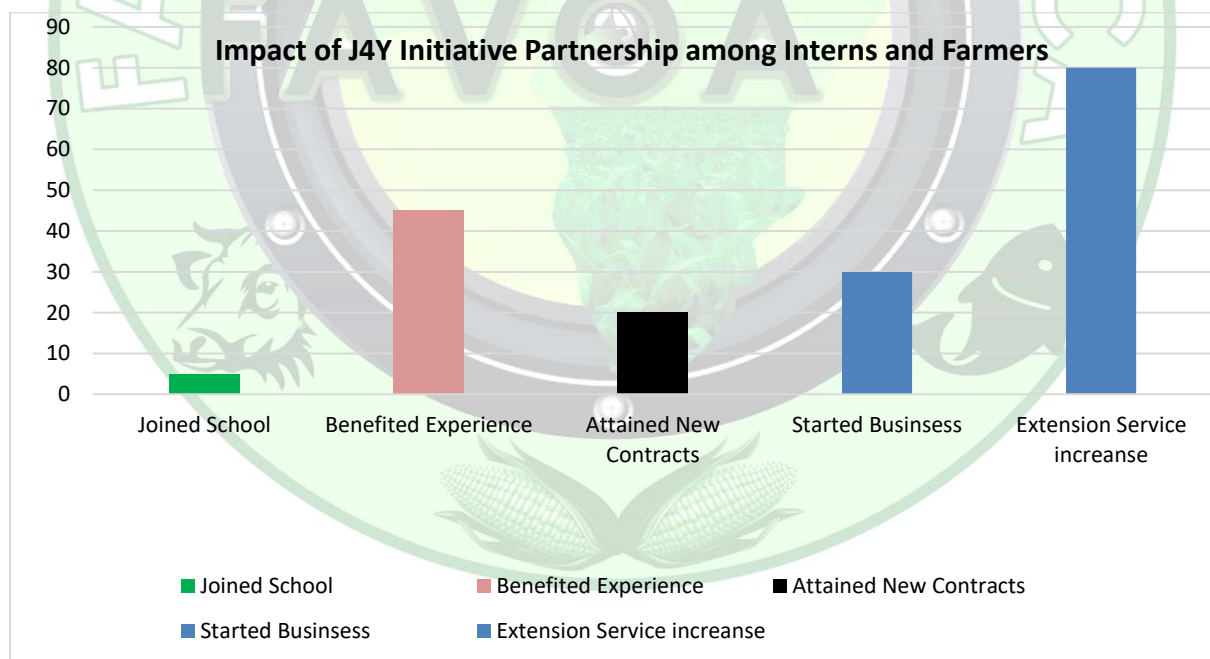 Impact of J4Y Initiative Partnership among Interns and Farmers
FAVOA
90
80
70
60
50
40
30
20
10
0
Joined School
Benefited Experience
Attained New
Contracts
Started Businsess
Extension Service
increanse
Joined School
Benefited Experience
Attained New Contracts
Started Businsess
Extension Service increanse